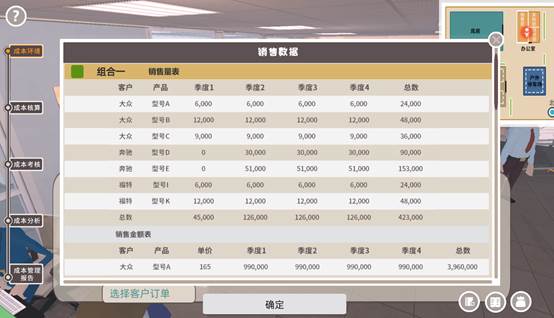 ?
库房
办公室
销售数据
成本环境
成本核算
成本考核
成本分析
成本管理
报告
组合一 销售量表
客户 产品 季度1 季度2 季度3 季度4 总数
大众 型号A 6,000 6,000 6,000 6,000 24,000
大众 型号B 12,000 12,000 12,000 12,000 48,000
大众 型号C 9,000 9,000 9,000 9,000 36,000
奔驰 型号D 0 30,000 30,000 30,000 90,000
奔驰 型号E 0 51,000 51,000 51,000 153,000
福特 型号I 6,000 6,000 6,000 6,000 24,000
福特 型号K 12,000 12,000 12,000 12,000 48,000
总数 45,000 126,000 126,000 126,000 423,000
销售金额表
客户 产品 单价 季度1 季度2 季度3 季度4 总数
大众 型号A 165 990,000 990,000 990,000 990,000 3,960,000
选择客户订单
确定